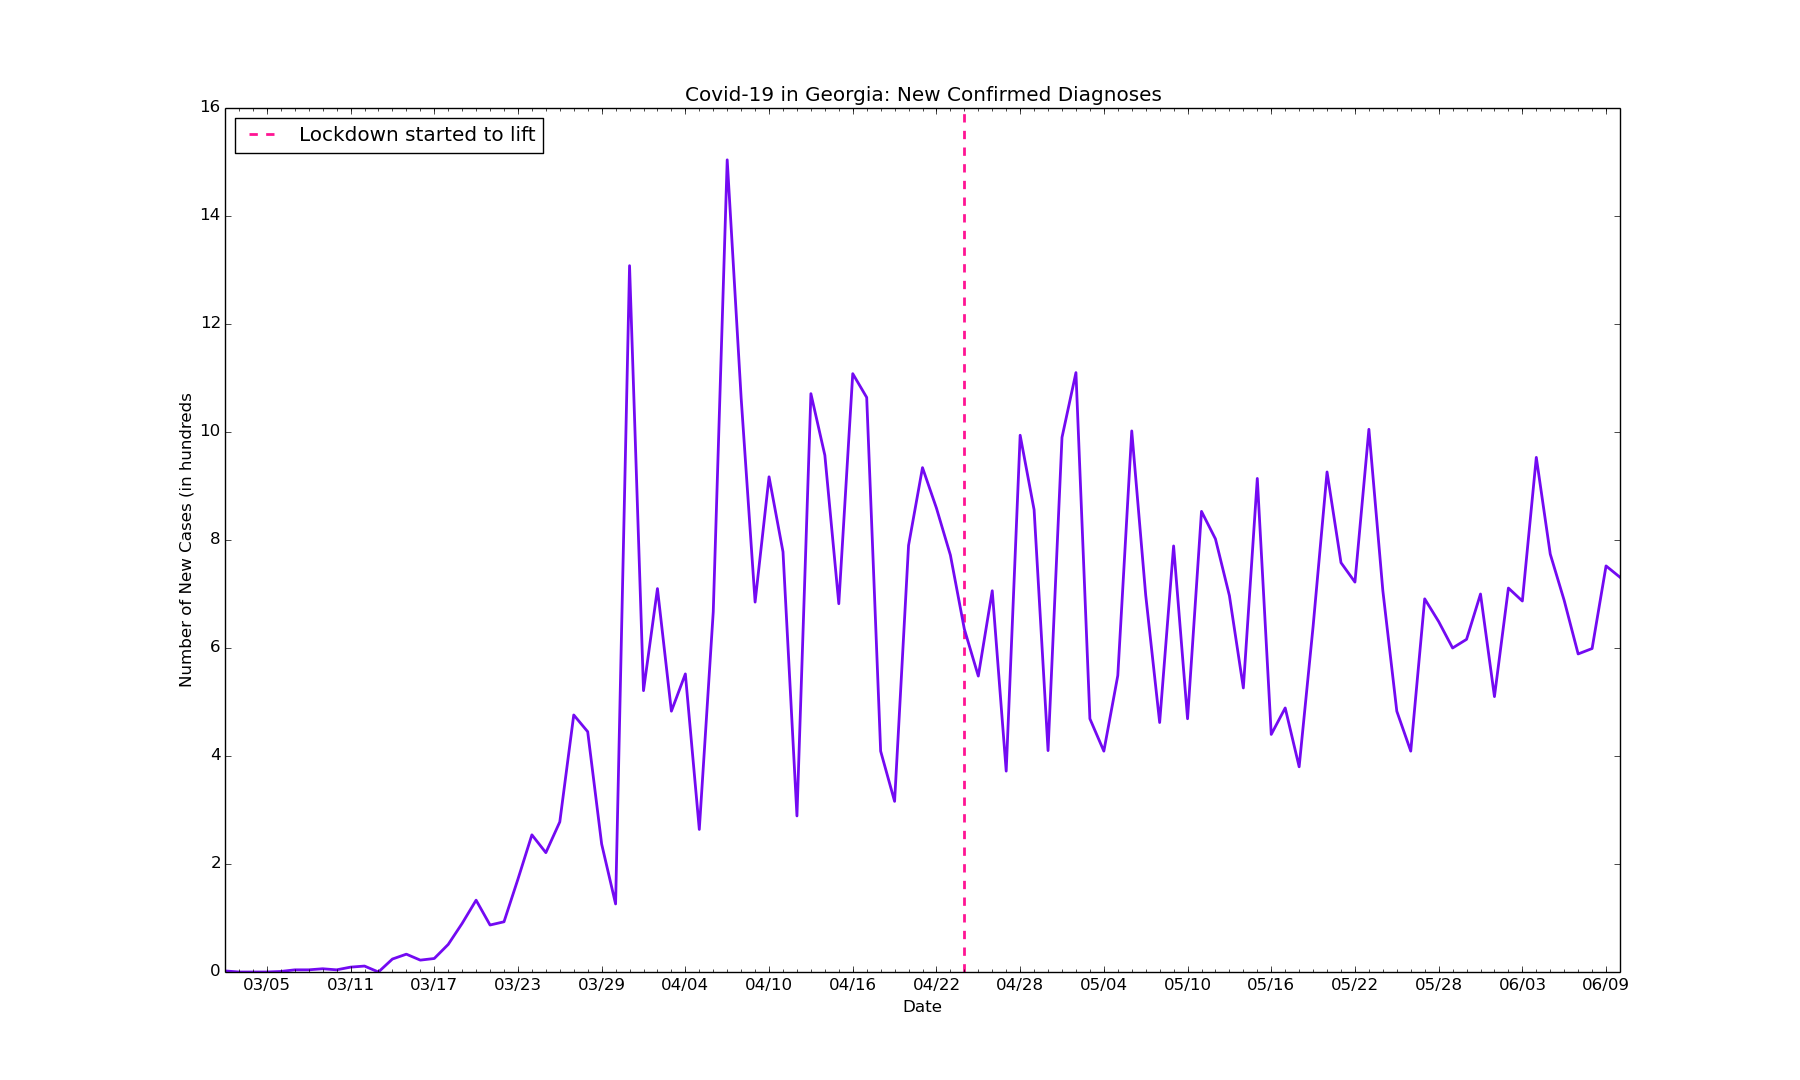 Covid-19 in Georgia: New Confirmed Diagnoses
Lockdown started to lift
Number of New Cases (in hundreds
16
14
12
10
8
6
4
2
0
03/05 03/11 03/17 03/23 03/29 04/04 04/10 04/16 04/22 04/28 05/04 05/10 05/16 05/22 05/28 06/03 06/09
Date